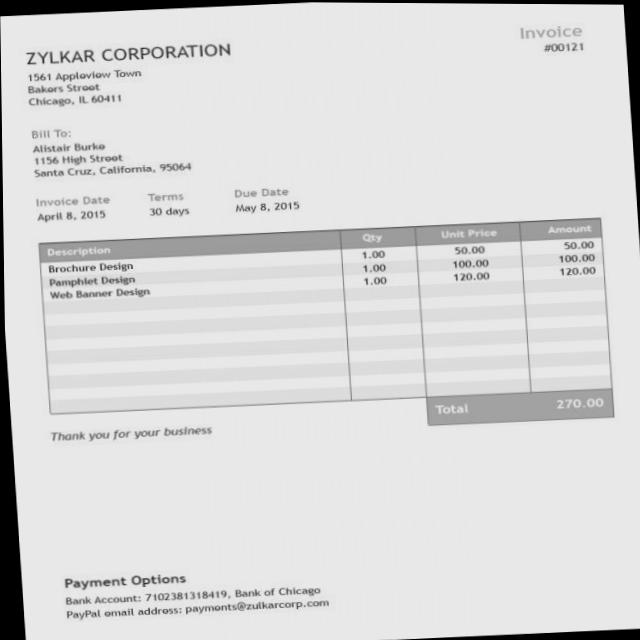 ZYLKAR CORPORATION
Invoice
#00121
1561 Appleview Town
Bakers Street
Chicago, IL 60411
Bill To:
Alistair Burke
1156 High Street
Santa Cruz, California, 95064
Invoice Date Terms Due Date
April 8, 2015 30 days May 8, 2015
Description Qty Unit Price Amount
Brochure Design 1.00 50.00 50.00
Pamphlet Design 1.00 100.00 100.00
Web Banner Design 1.00 120.00 120.00
Total 270.00
Thank you for your business
Payment Options
Bank Account: 7102381318419, Bank of Chicago
PayPal email address: payments@zulkarcorp.com